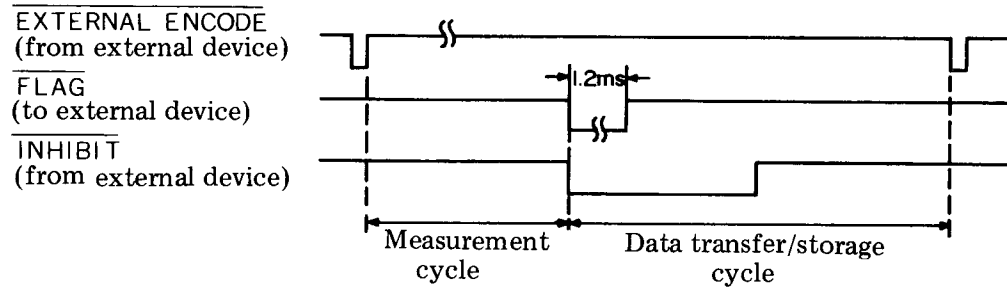 EXTERNAL ENCODE
(from external device)
FLAG
(to external device)
1.2ms
INHIBIT
(from external device)
Measurement
cycle
Data transfer/storage
cycle